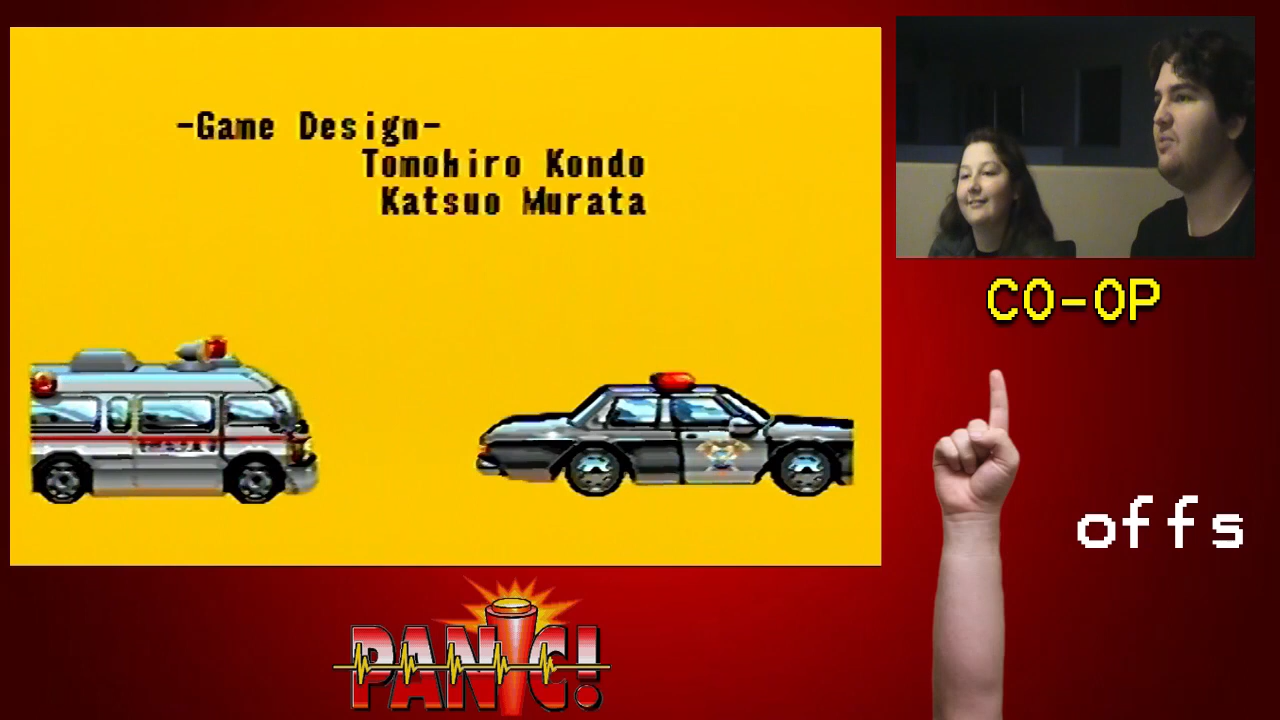 -Game Design-
Tomohiro Kondo
Katsuo Murata
CO-OP
offs
PANIC!